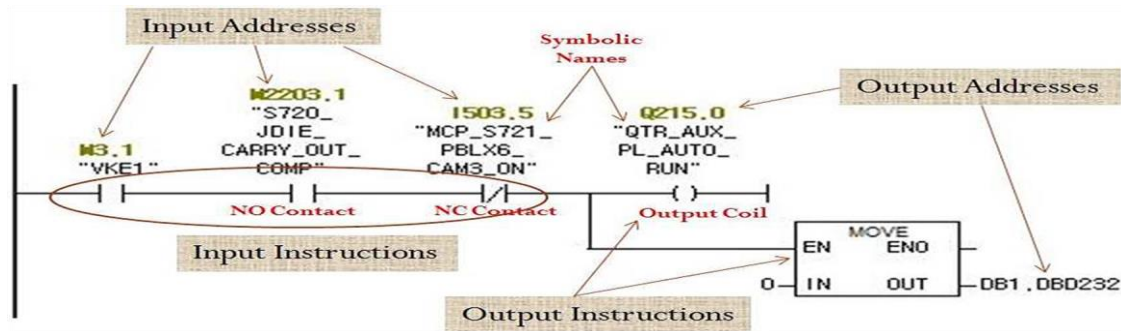 Input Addresses
Symbolic
Names
Output Addresses
M2203.1
I503.5
Q215.0
"S720_
"MCP_S721_
"QTR_AUX_
JDIE_
PBLX6_
PL_AUTO_
M3.1
CARRY_OUT_
CAM3_ON"
RUN"
"VKE1"
COMP"
NO Contact
NC Contact
Output Coil
Input Instructions
MOVE
EN ENO
0 IN OUT DB1.DBD232
Output Instructions